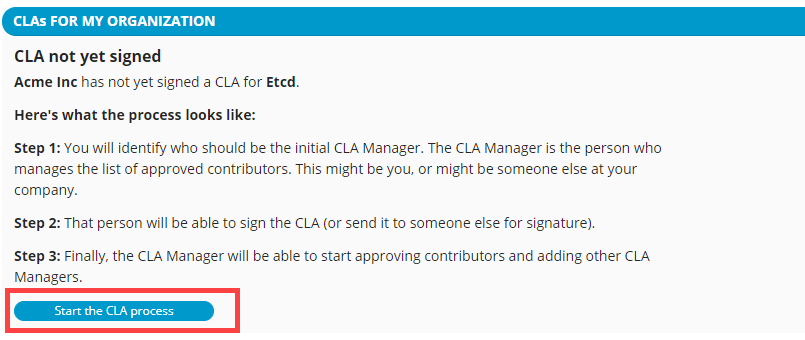 CLAs FOR MY ORGANIZATION
CLA not yet signed
Acme Inc has not yet signed a CLA for Etcd.
Here's what the process looks like:
Step 1: You will identify who should be the initial CLA Manager. The CLA Manager is the person who
manages the list of approved contributors. This might be you, or might be someone else at your
company.
Step 2: That person will be able to sign the CLA (or send it to someone else for signature).
Step 3: Finally, the CLA Manager will be able to start approving contributors and adding other CLA
Managers.
Start the CLA process